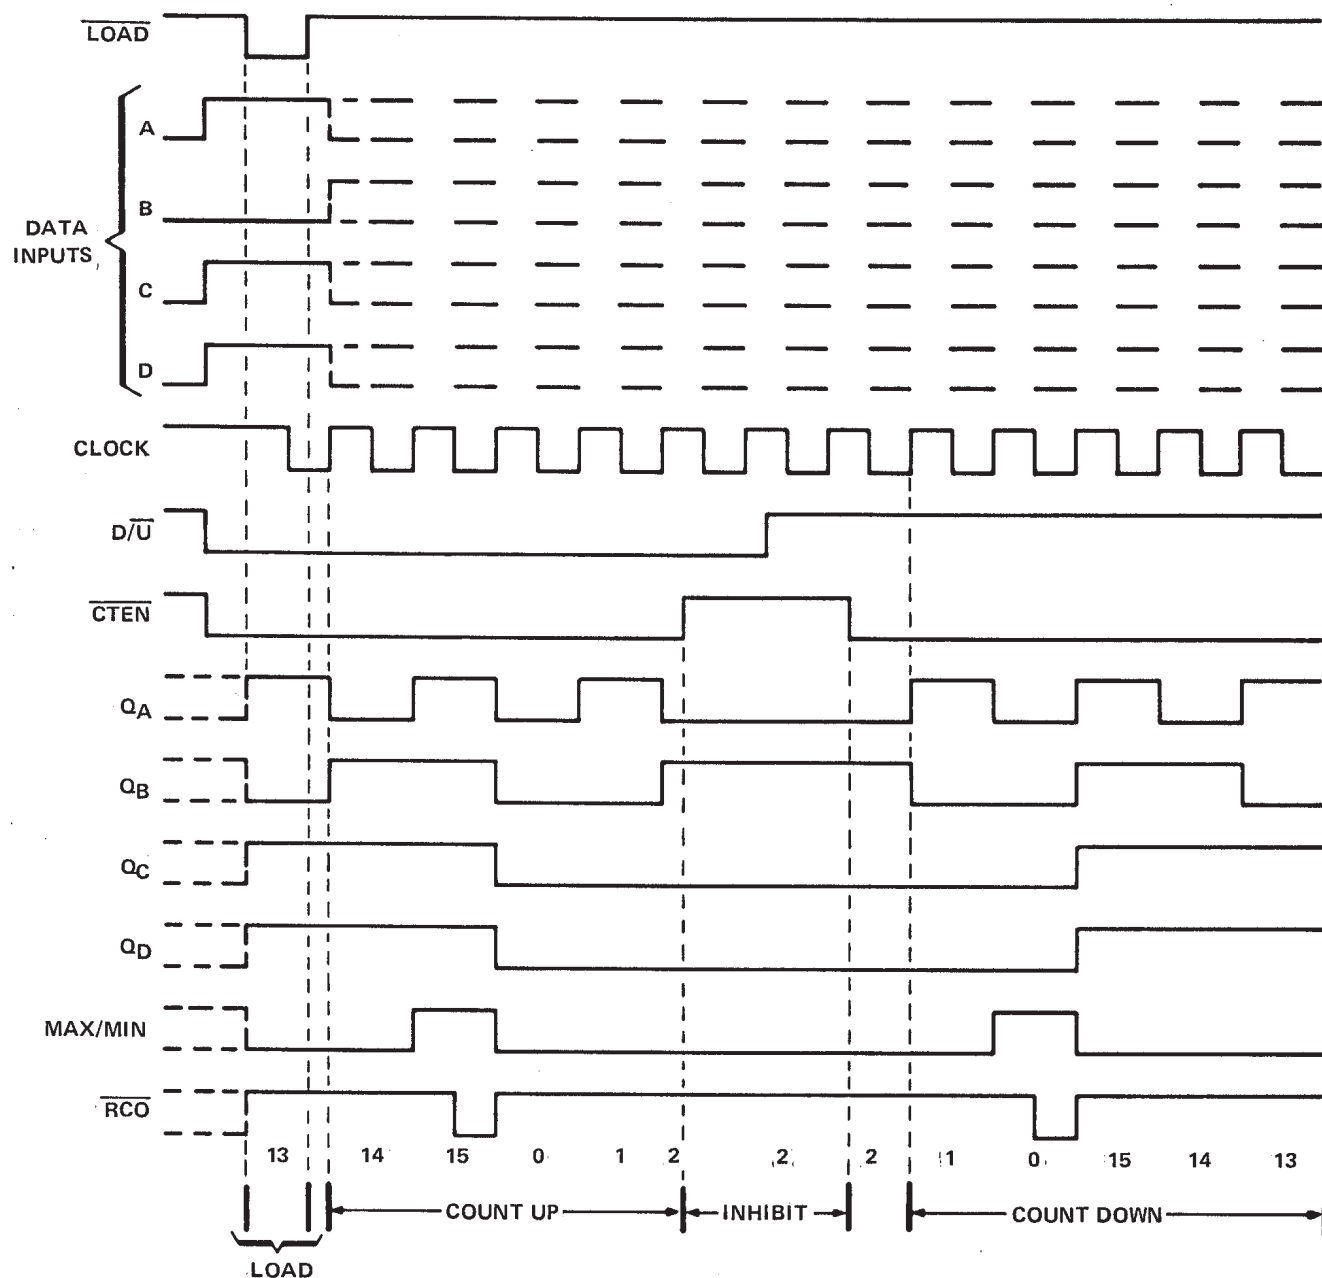 LOAD
A
B
DATA
INPUTS
C
D
CLOCK
D/U
CTEN
QA
QB
QC
QD
MAX/MIN
RCO
13 14 15 0 1 2 2 2 1 0 15 14 13
COUNT UP INHIBIT COUNT DOWN
LOAD